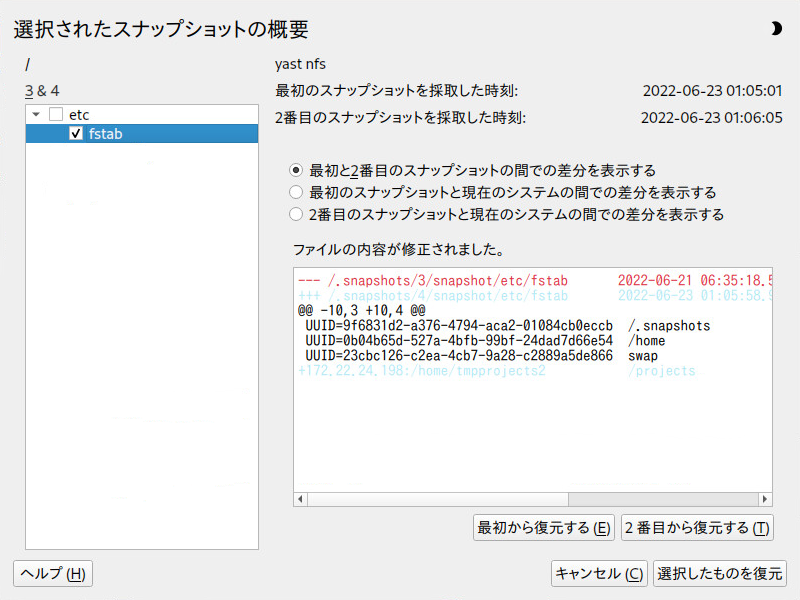 選択されたスナップショットの概要
/
3 & 4
etc
fstab
yast nfs
最初のスナップショットを採取した時刻: 2022-06-23 01:05:01
2番目のスナップショットを採取した時刻: 2022-06-23 01:06:05
最初と2番目のスナップショットの間での差分を表示する
最初のスナップショットと現在のシステムの間での差分を表示する
2番目のスナップショットと現在のシステムの間での差分を表示する
ファイルの内容が修正されました。
--- /.snapshots/3/snapshot/etc/fstab 2022-06-21 06:35:18.5
+++ /.snapshots/4/snapshot/etc/fstab 2022-06-23 01:05:58.9
@@ -10,3 +10,4 @@
UUID=9f6831d2-a376-4794-aca2-01084cb0eccb /.snapshots
UUID=0b04b65d-527a-4bfb-99bf-24dad7d66e54 /home
UUID=23cbc126-c2ea-4cb7-9a28-c2889a5de866 swap
+172.22.24.198:/home/tmpprojects2 /projects
最初から復元する (E) 2 番目から復元する (T)
ヘルプ (H) キャンセル (C) 選択したものを復元